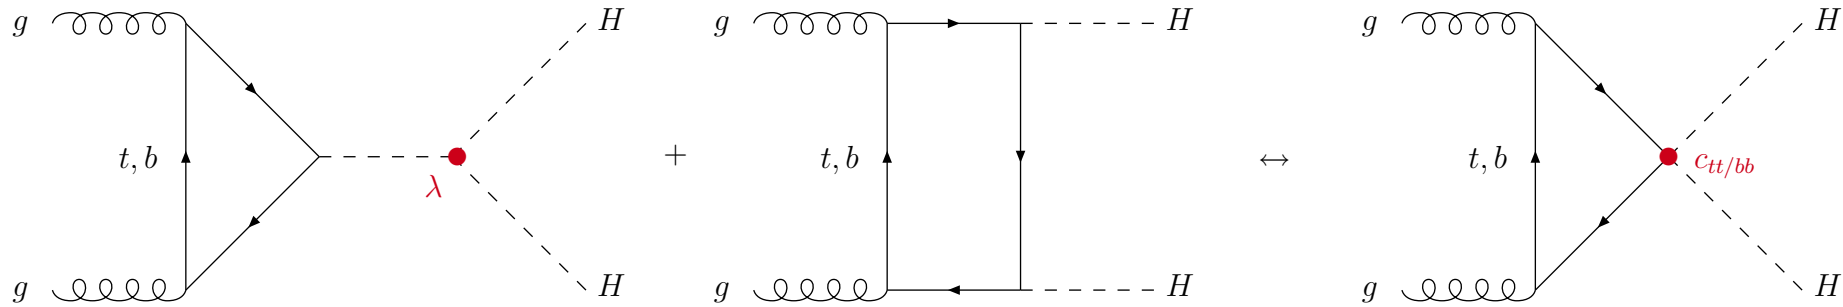 g H g H g H
t, b λ + t, b ↔ t, b c_{tt/bb}
g H g H g H